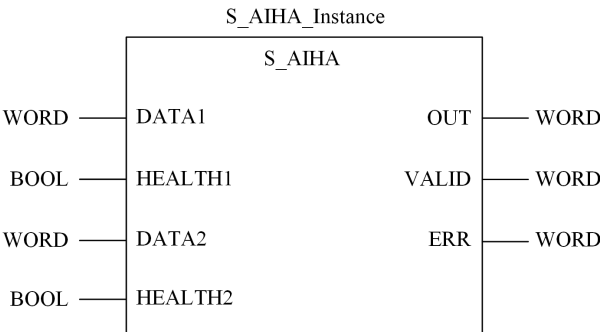 S_AIHA_Instance
S_AIHA
WORD DATA1 OUT WORD
BOOL HEALTH1 VALID WORD
WORD DATA2 ERR WORD
BOOL HEALTH2